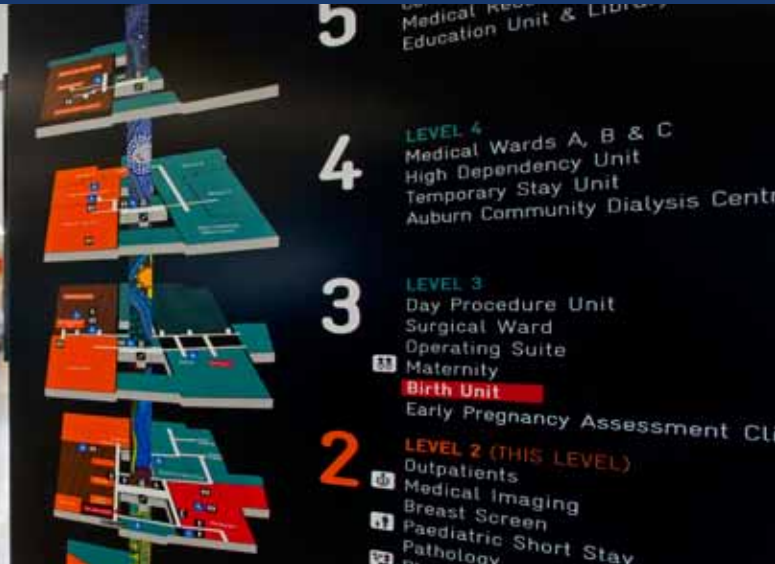 5
Medical
Education Unit & Library
4
LEVEL 4
Medical Wards A, B & C
High Dependency Unit
Temporary Stay Unit
Auburn Community Dialysis Centr
3
LEVEL 3
Day Procedure Unit
Surgical Ward
Operating Suite
Maternity
Birth Unit
Early Pregnancy Assessment Cli
2
LEVEL 2 (THIS LEVEL)
Outpatients
Medical Imaging
Breast Screen
Paediatric Short Stay
Pathology